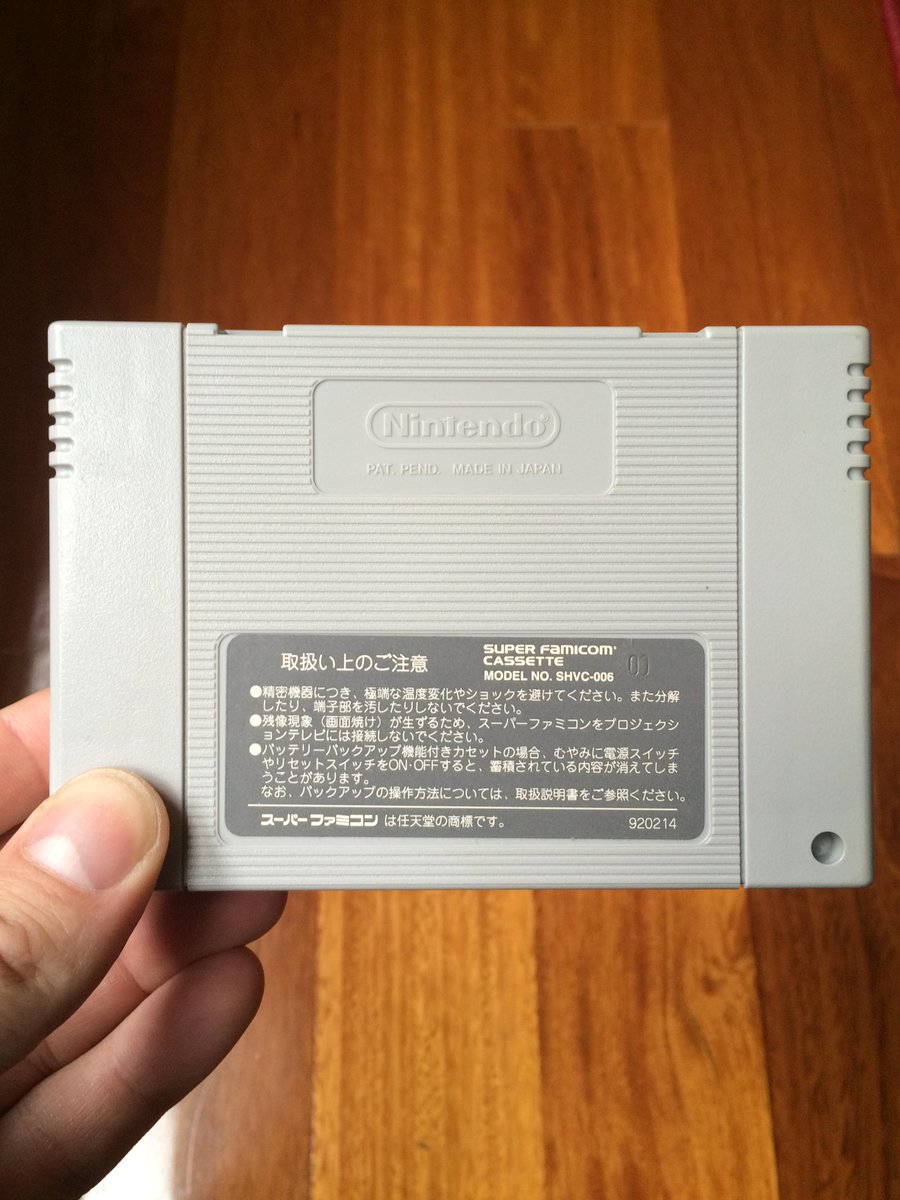 Nintendo®
PAT. PEND. MADE IN JAPAN
取扱い上のご注意
SUPER FAMICOM®
CASSETTE
MODEL NO. SHVC-006
●精密機器につき、極端な温度変化やショックを避けてください。また分解
したり、端子部を汚したりしないでください。
●残像現象（画面焼け）が生ずるため、スーパーファミコンをプロジェクシ
ョンテレビには接続しないでください。
●バッテリーバックアップ機能付きカセットの場合、むやみに電源スイッチ
やリセットスイッチをON·OFFすると、蓄積されている内容が消えてしま
うことがあります。
なお、バックアップの操作方法については、取扱説明書をご参照ください。
スーパーファミコン は任天堂の商標です。
920214